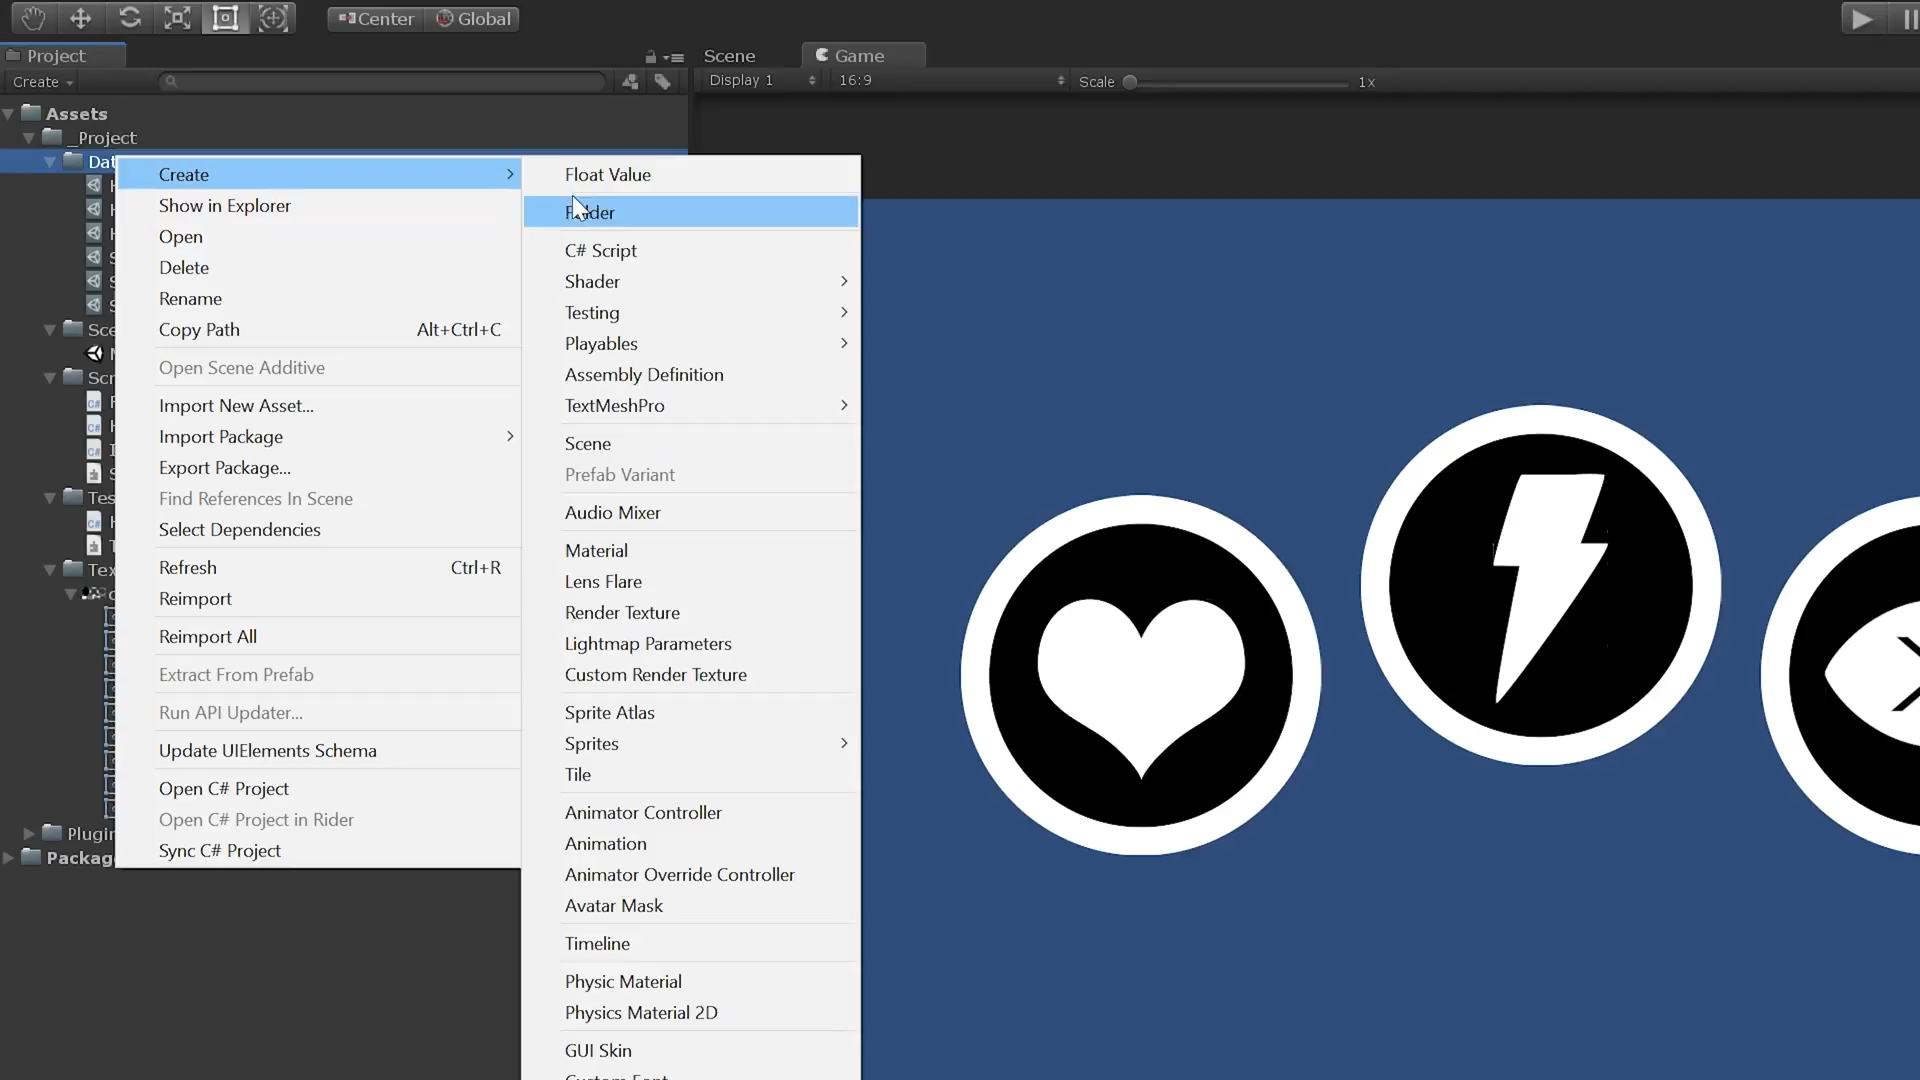 Center Global
Project
Create
Scene Game
Display 1 16:9 Scale 1x
Assets
_Project
Create
Show in Explorer
Open
Delete
Rename
Copy Path Alt+Ctrl+C
Open Scene Additive
Import New Asset...
Import Package
Export Package...
Find References In Scene
Select Dependencies
Refresh Ctrl+R
Reimport
Reimport All
Extract From Prefab
Run API Updater...
Update UIElements Schema
Open C# Project
Open C# Project in Rider
Sync C# Project
Float Value
Folder
C# Script
Shader
Testing
Playables
Assembly Definition
TextMeshPro
Scene
Prefab Variant
Audio Mixer
Material
Lens Flare
Render Texture
Lightmap Parameters
Custom Render Texture
Sprite Atlas
Sprites
Tile
Animator Controller
Animation
Animator Override Controller
Avatar Mask
Timeline
Physic Material
Physics Material 2D
GUI Skin
Custom Font